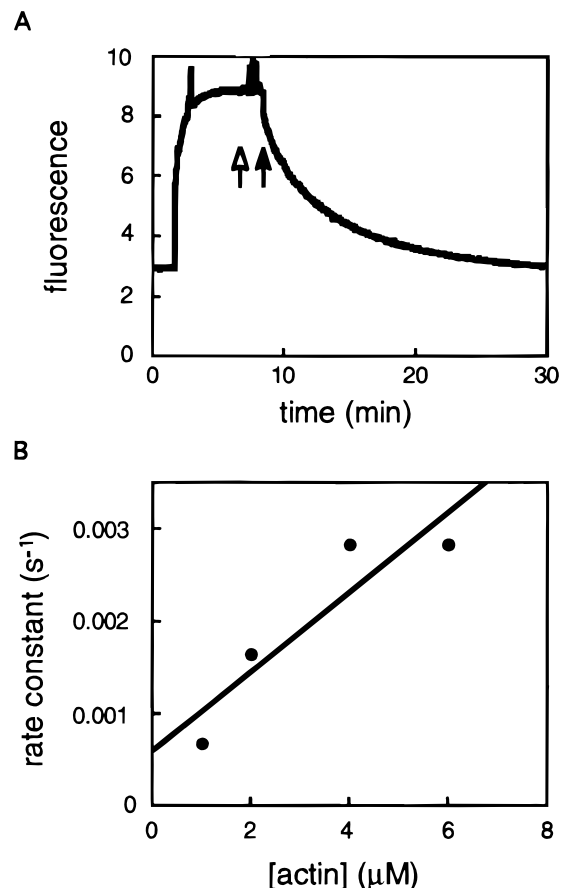 A
fluorescence
10
8
6
4
2
0
0 10 20 30
time (min)
B
rate constant (s-1)
0.003
0.002
0.001
0
0 2 4 6 8
[actin] (μM)